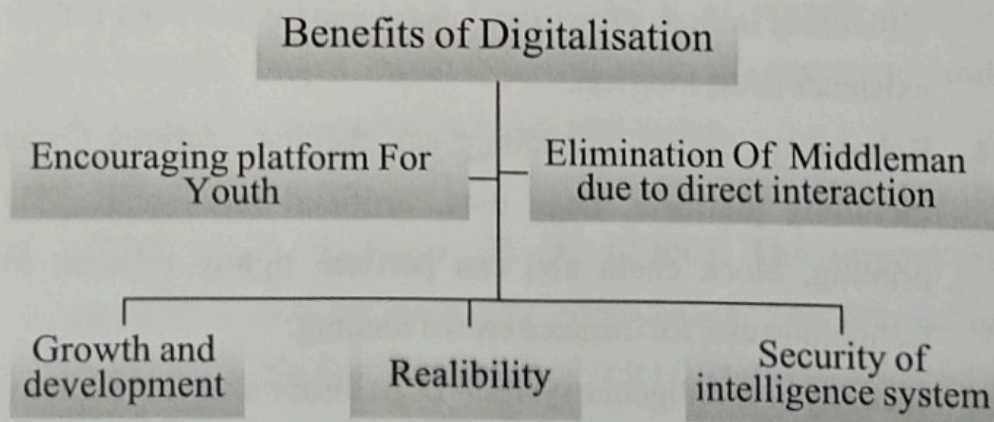 Benefits of Digitalisation
Encouraging platform For
Youth
Elimination Of Middleman
due to direct interaction
Growth and
development
Realibility
Security of
intelligence system